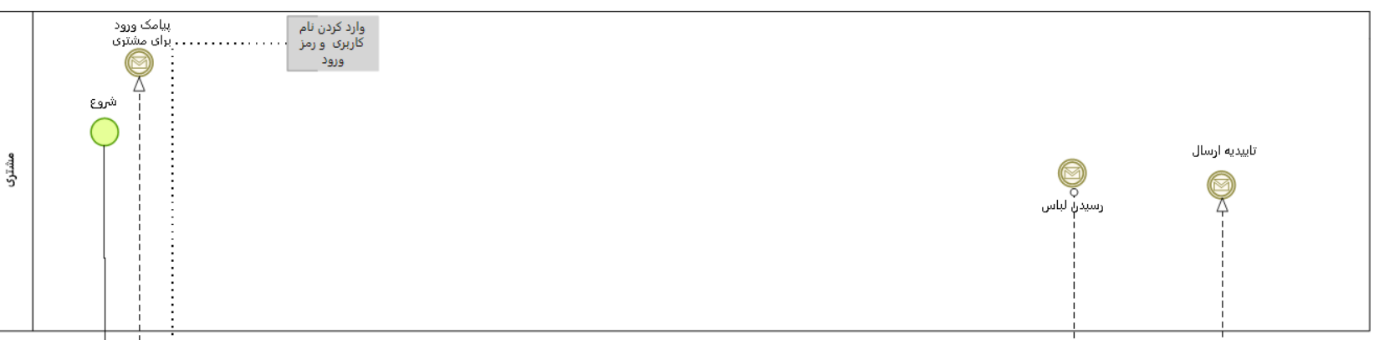 پیامک ورود
برای مشتری
وارد کردن نام
کاربری و رمز
ورود
شروع
مشتری
رسیدن لباس
تاییدیه ارسال